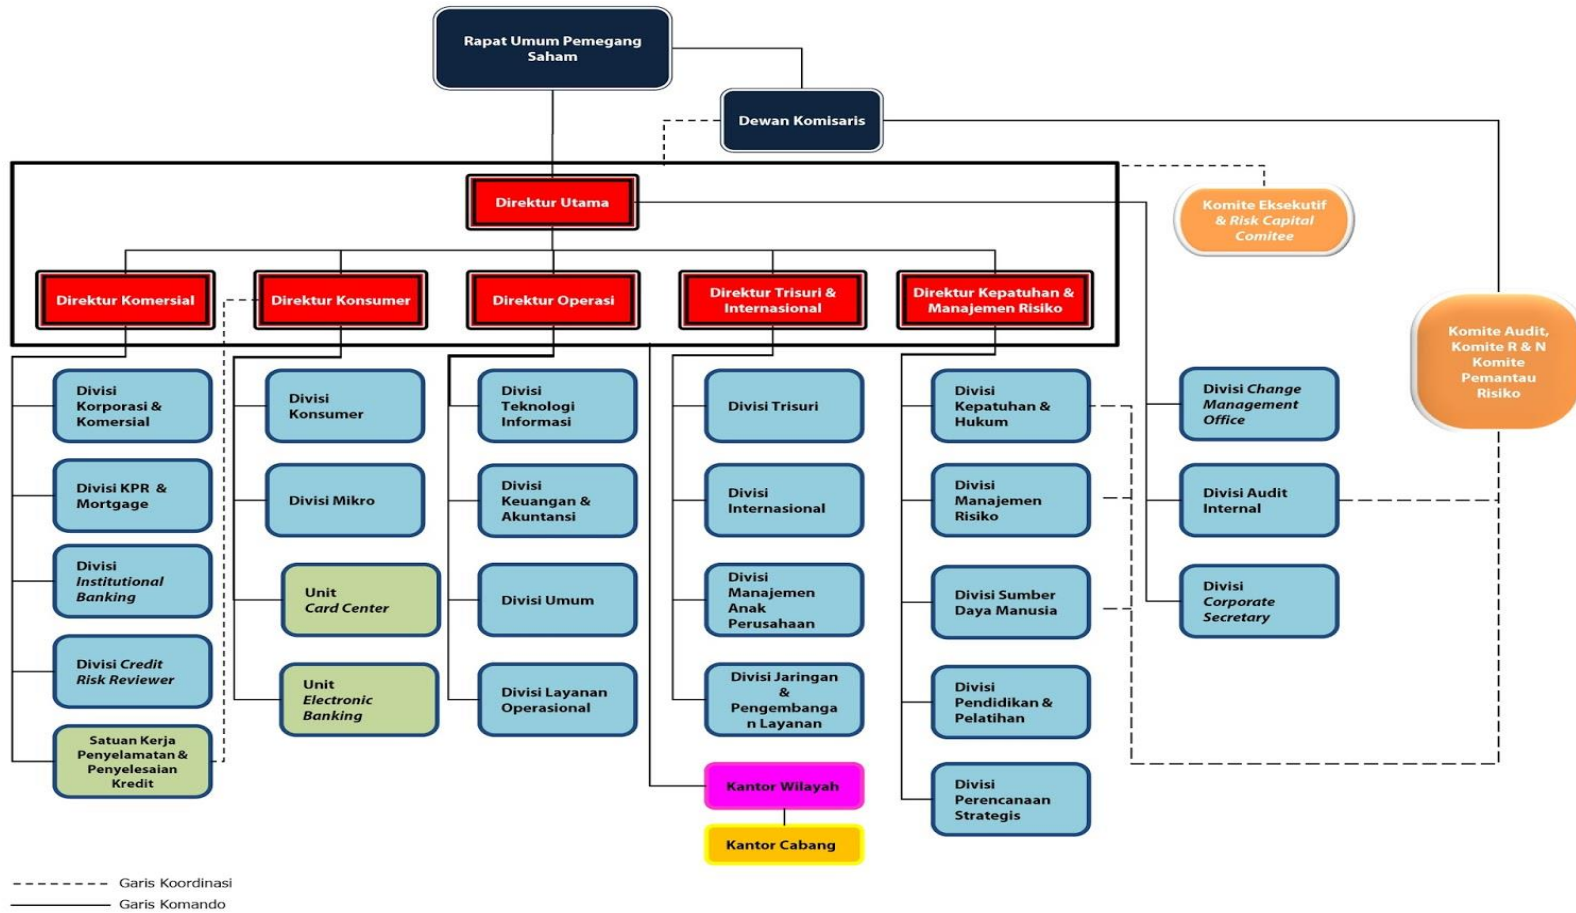 Rapat Umum Pemegang
Saham
Dewan Komisaris
Direktur Utama
Komite Eksekutif
& Risk Capital
Comitee
Direktur Komersial
Direktur Konsumer
Direktur Operasi
Direktur Trisuri &
Internasional
Direktur Kepatuhan &
Manajemen Risiko
Komite Audit,
Komite R & N
Komite
Pemantau
Risiko
Divisi
Korporasi &
Komersial
Divisi KPR &
Mortgage
Divisi
Institutional
Banking
Divisi Credit
Risk Reviewer
Satuan Kerja
Penyelamatan &
Penyelesaian
Kredit
Divisi
Konsumer
Divisi Mikro
Unit
Card Center
Unit
Electronic
Banking
Divisi
Teknologi
Informasi
Divisi
Keuangan &
Akuntansi
Divisi Umum
Divisi Layanan
Operasional
Divisi Trisuri
Divisi
Internasional
Divisi
Manajemen
Anak
Perusahaan
Divisi Jaringan
&
Pengembanga
n Layanan
Kantor Wilayah
Kantor Cabang
Divisi
Kepatuhan &
Hukum
Divisi
Manajemen
Risiko
Divisi Sumber
Daya Manusia
Divisi
Pendidikan &
Pelatihan
Divisi
Perencanaan
Strategis
Divisi Change
Management
Office
Divisi Audit
Internal
Divisi
Corporate
Secretary
Garis Koordinasi
Garis Komando